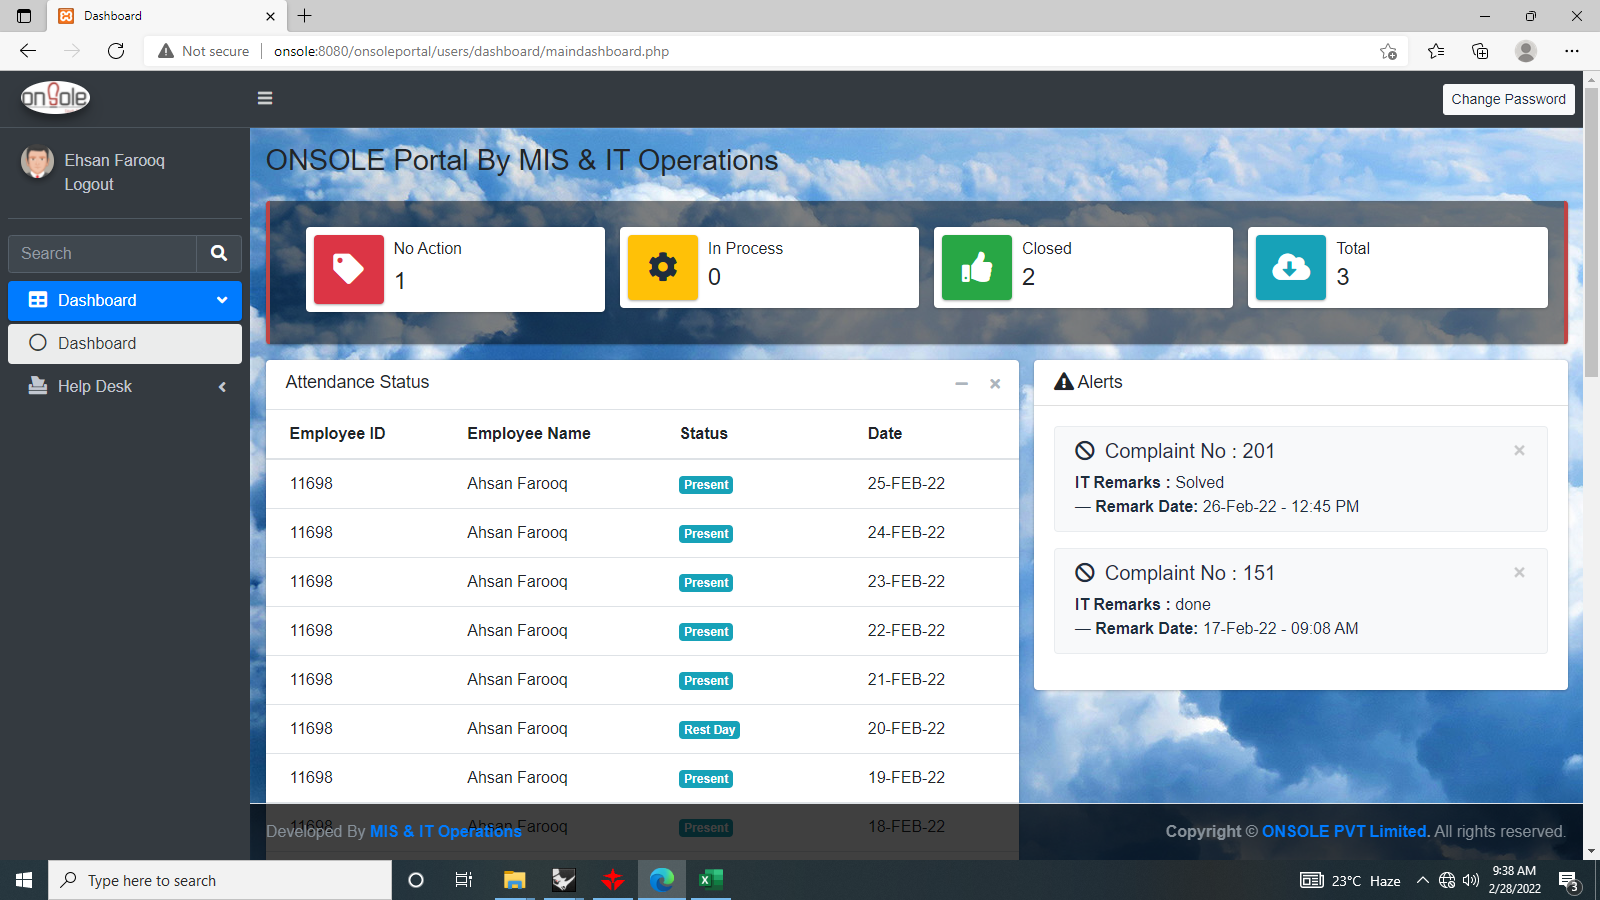 Dashboard
Not secure
onsole:8080/onsoleportal/users/dashboard/maindashboard.php
onsole
Change Password
Ehsan Farooq
Logout
Search
Dashboard
Dashboard
Help Desk
ONSOLE Portal By MIS & IT Operations
No Action
1
In Process
0
Closed
2
Total
3
Attendance Status
Employee ID Employee Name Status Date
11698 Ahsan Farooq Present 25-FEB-22
11698 Ahsan Farooq Present 24-FEB-22
11698 Ahsan Farooq Present 23-FEB-22
11698 Ahsan Farooq Present 22-FEB-22
11698 Ahsan Farooq Present 21-FEB-22
11698 Ahsan Farooq Rest Day 20-FEB-22
11698 Ahsan Farooq Present 19-FEB-22
11698 Ahsan Farooq Present 18-FEB-22
Alerts
Complaint No : 201
IT Remarks : Solved
— Remark Date: 26-Feb-22 - 12:45 PM
Complaint No : 151
IT Remarks : done
— Remark Date: 17-Feb-22 - 09:08 AM
Developed By MIS & IT Operations
Copyright © ONSOLE PVT Limited. All rights reserved.
Type here to search
23°C Haze
9:38 AM
2/28/2022
3